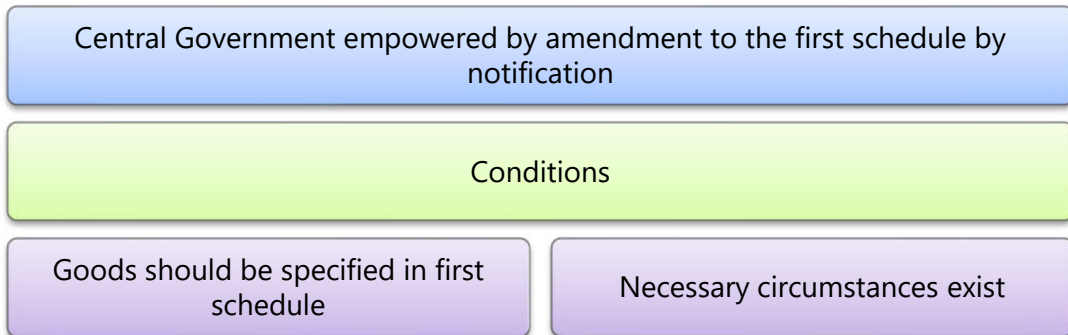 Central Government empowered by amendment to the first schedule by
notification
Conditions
Goods should be specified in first
schedule
Necessary circumstances exist